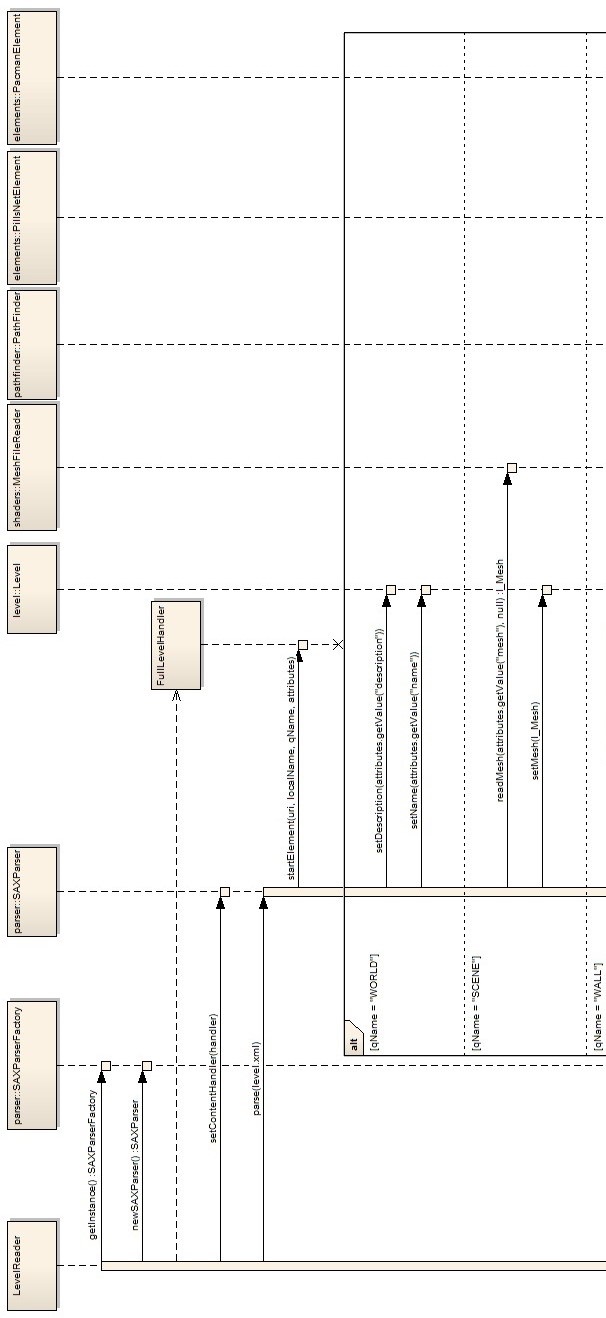 LevelReader
parser::SAXParserFactory
parser::SAXParser
FullLevelHandler
level::Level
shaders::MeshFileReader
pathfinder::PathFinder
elements::PillsNetElement
elements::PacmanElement
getInstance() :SAXParserFactory
newSAXParser() :SAXParser
setContentHandler(handler)
parse(level.xml)
startElement(uri, localName, qName, attributes)
alt
[qName = "WORLD"]
setDescription(attributes.getValue("description"))
setName(attributes.getValue("name"))
[qName = "SCENE"]
readMesh(attributes.getValue("mesh"), null) :I_Mesh
setMesh(I_Mesh)
[qName = "WALL"]